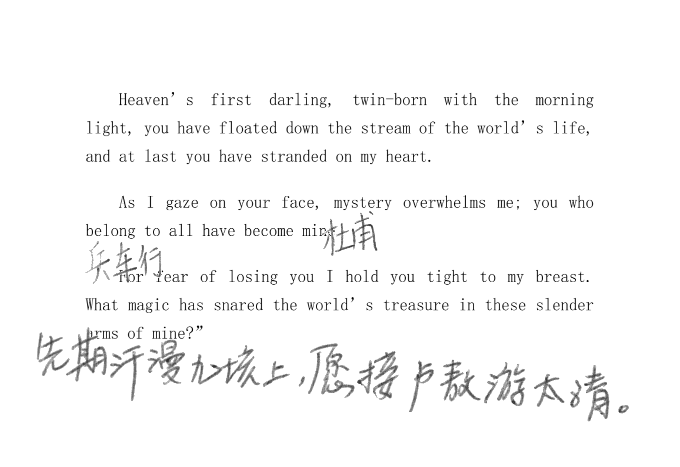 Heaven's first darling, twin-born with the morning
light, you have floated down the stream of the world's life,
and at last you have stranded on my heart.
As I gaze on your face, mystery overwhelms me; you who
belong to all have become mine
杜甫
兵车行
For fear of losing you I hold you tight to my breast.
What magic has snared the world's treasure in these slender
arms of mine?”
先期汗漫九垓上，愿接卢敖游太清。